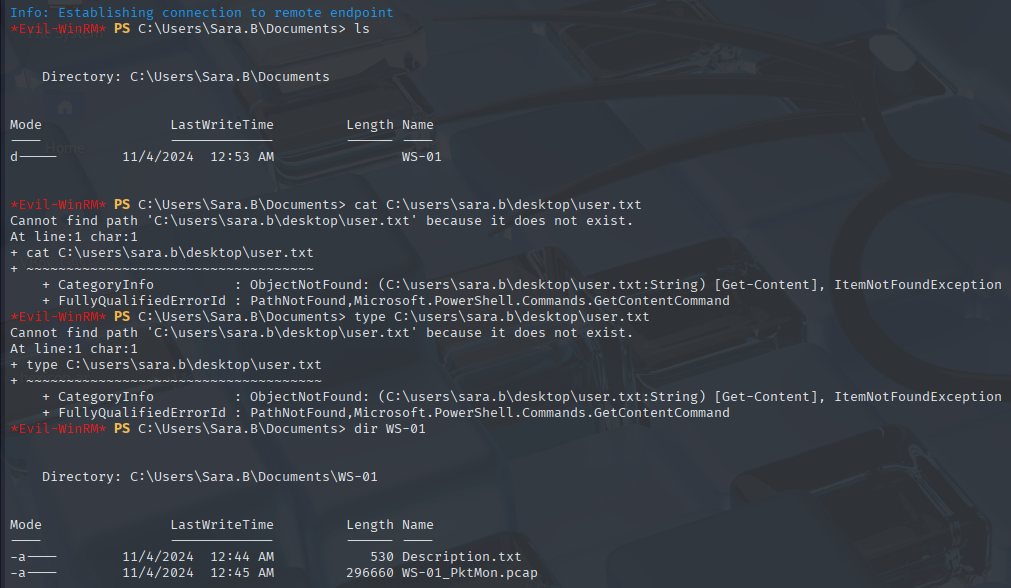 Info: Establishing connection to remote endpoint
*Evil-WinRM* PS C:\Users\Sara.B\Documents> ls
Directory: C:\Users\Sara.B\Documents
Mode                LastWriteTime         Length Name
----                -------------         ------ ----
d-----        11/4/2024  12:53 AM                WS-01
*Evil-WinRM* PS C:\Users\Sara.B\Documents> cat C:\users\sara.b\desktop\user.txt
Cannot find path 'C:\users\sara.b\desktop\user.txt' because it does not exist.
At line:1 char:1
+ cat C:\users\sara.b\desktop\user.txt
+ ~~~~~~~~~~~~~~~~~~~~~~~~~~~~~~~~~~~~
+ CategoryInfo          : ObjectNotFound: (C:\users\sara.b\desktop\user.txt:String) [Get-Content], ItemNotFoundException
+ FullyQualifiedErrorId : PathNotFound,Microsoft.PowerShell.Commands.GetContentCommand
*Evil-WinRM* PS C:\Users\Sara.B\Documents> type C:\users\sara.b\desktop\user.txt
Cannot find path 'C:\users\sara.b\desktop\user.txt' because it does not exist.
At line:1 char:1
+ type C:\users\sara.b\desktop\user.txt
+ ~~~~~~~~~~~~~~~~~~~~~~~~~~~~~~~~~~~~~
+ CategoryInfo          : ObjectNotFound: (C:\users\sara.b\desktop\user.txt:String) [Get-Content], ItemNotFoundException
+ FullyQualifiedErrorId : PathNotFound,Microsoft.PowerShell.Commands.GetContentCommand
*Evil-WinRM* PS C:\Users\Sara.B\Documents> dir WS-01
Directory: C:\Users\Sara.B\Documents\WS-01
Mode                LastWriteTime         Length Name
----                -------------         ------ ----
-a----        11/4/2024  12:44 AM            530 Description.txt
-a----        11/4/2024  12:45 AM         296660 WS-01_PktMon.pcap
Home